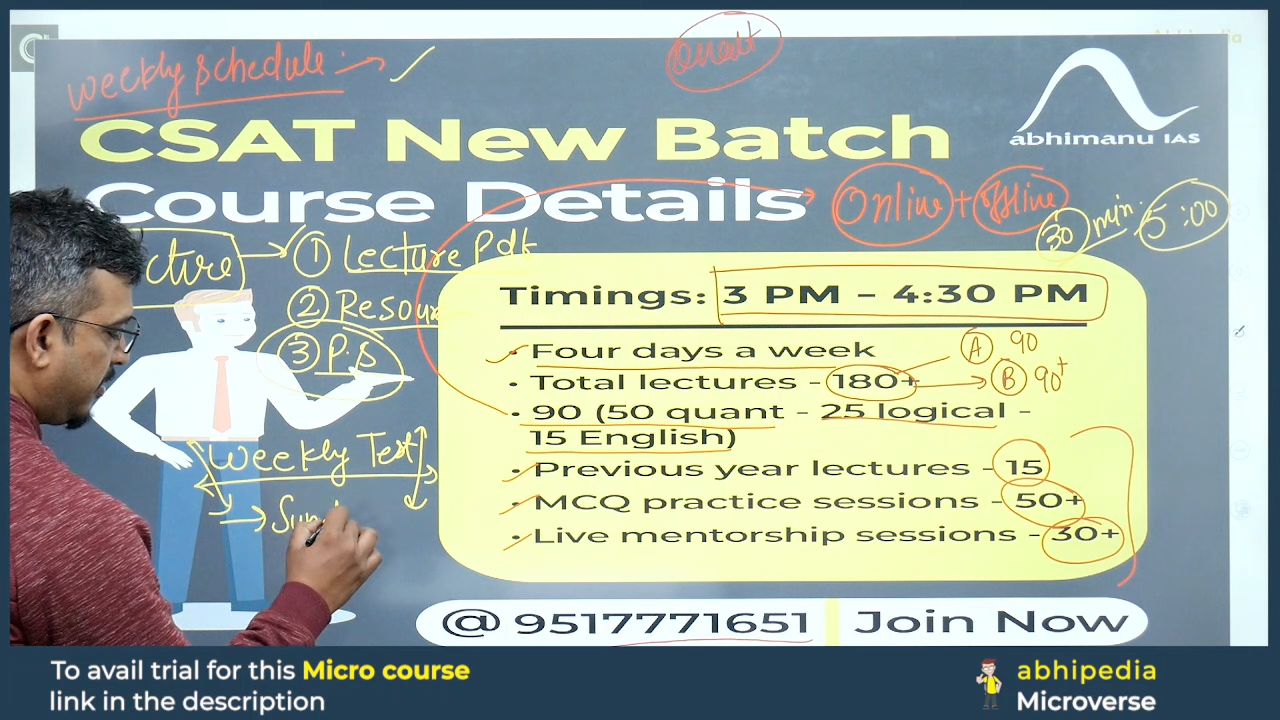 Weekly Schedule :- → ✓
abhimanu IAS
CSAT New Batch
Course Details
Online + Offline
30 min. 5:00
cture → ① Lecture Pdf
② Resour
③ P.S
Timings: 3 PM – 4:30 PM
• Four days a week
Ⓐ 90
• Total lectures - 180+
Ⓑ 90+
• 90 (50 quant - 25 logical -
15 English)
Weekly Test
• Previous year lectures - 15
• MCQ practice sessions - 50+
• Live mentorship sessions - 30+
@ 9517771651 | Join Now
To avail trial for this Micro course
link in the description
abhipedia
Microverse